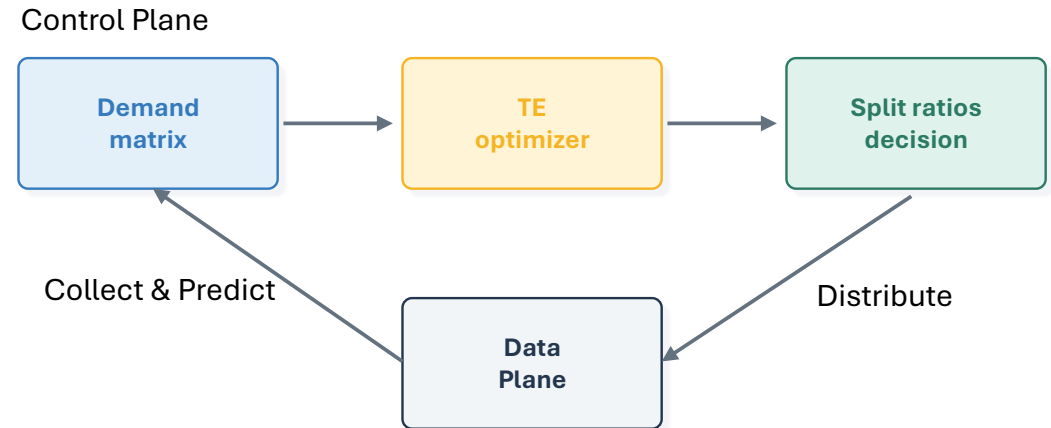 Control Plane
Demand
matrix
TE
optimizer
Split ratios
decision
Collect & Predict
Distribute
Data
Plane